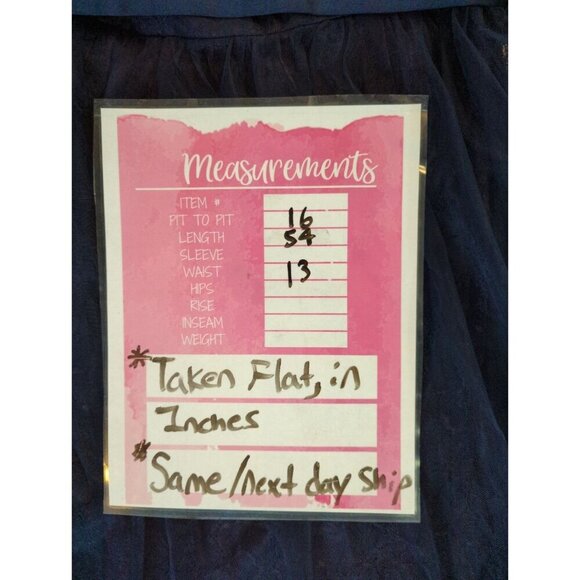 Measurements
ITEM #
PIT TO PIT 16
LENGTH 54
SLEEVE
WAIST 13
HIPS
RISE
INSEAM
WEIGHT
* Taken Flat, in
Inches
* Same/next day ship